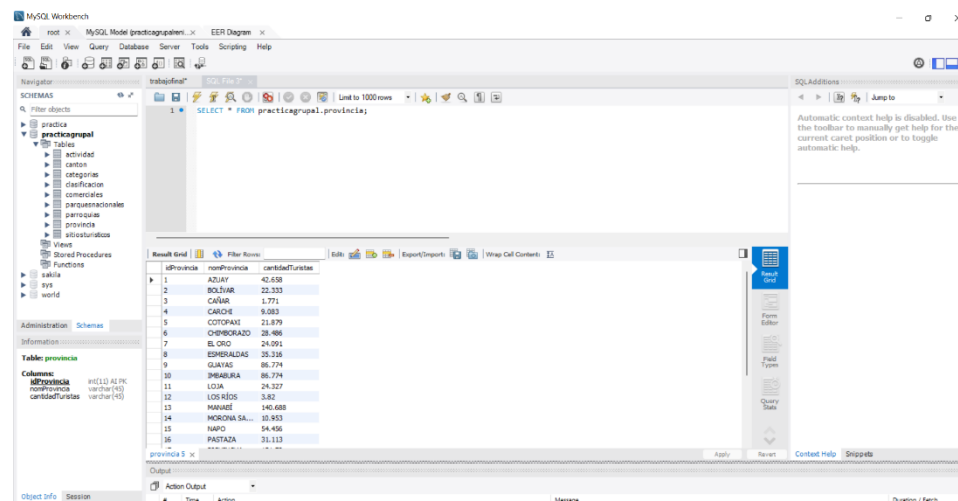 MySQL Workbench
root × MySQL Model (practicagrupalreni...× EER Diagram ×
File Edit View Query Database Server Tools Scripting Help
Navigator
SCHEMAS
Filter objects
practica
practicagrupal
Tables
actividad
canton
categorias
clasificacion
comerciales
parquesnacionales
parroquias
provincia
sitiosturisticos
Views
Stored Procedures
Functions
sakila
sys
world
Administration Schemas
Information
Table: provincia
Columns:
idProvincia int(11) AI PK
nomProvincia varchar(45)
cantidadTuristas varchar(45)
Object Info Session
trabajofinal* SQL File 3* ×
Limit to 1000 rows
1 SELECT * FROM practicagrupal.provincia;
Result Grid Filter Rows: Edit: Export/Import: Wrap Cell Content:
idProvincia nomProvincia cantidadTuristas
1 AZUAY 42.658
2 BOLÍVAR 22.333
3 CAÑAR 1.771
4 CARCHI 9.083
5 COTOPAXI 21.879
6 CHIMBORAZO 28.486
7 EL ORO 24.091
8 ESMERALDAS 35.316
9 GUAYAS 86.774
10 IMBABURA 86.774
11 LOJA 24.327
12 LOS RÍOS 3.82
13 MANABÍ 140.688
14 MORONA SA... 10.953
15 NAPO 54.456
16 PASTAZA 31.113
Result Grid
Form Editor
Field Types
Query Stats
provincia 5 × Apply Revert
Output
Action Output
# Time Action Message Duration / Fetch
SQLAdditions
Jump to
Automatic context help is disabled. Use
the toolbar to manually get help for the
current caret position or to toggle
automatic help.
Context Help Snippets